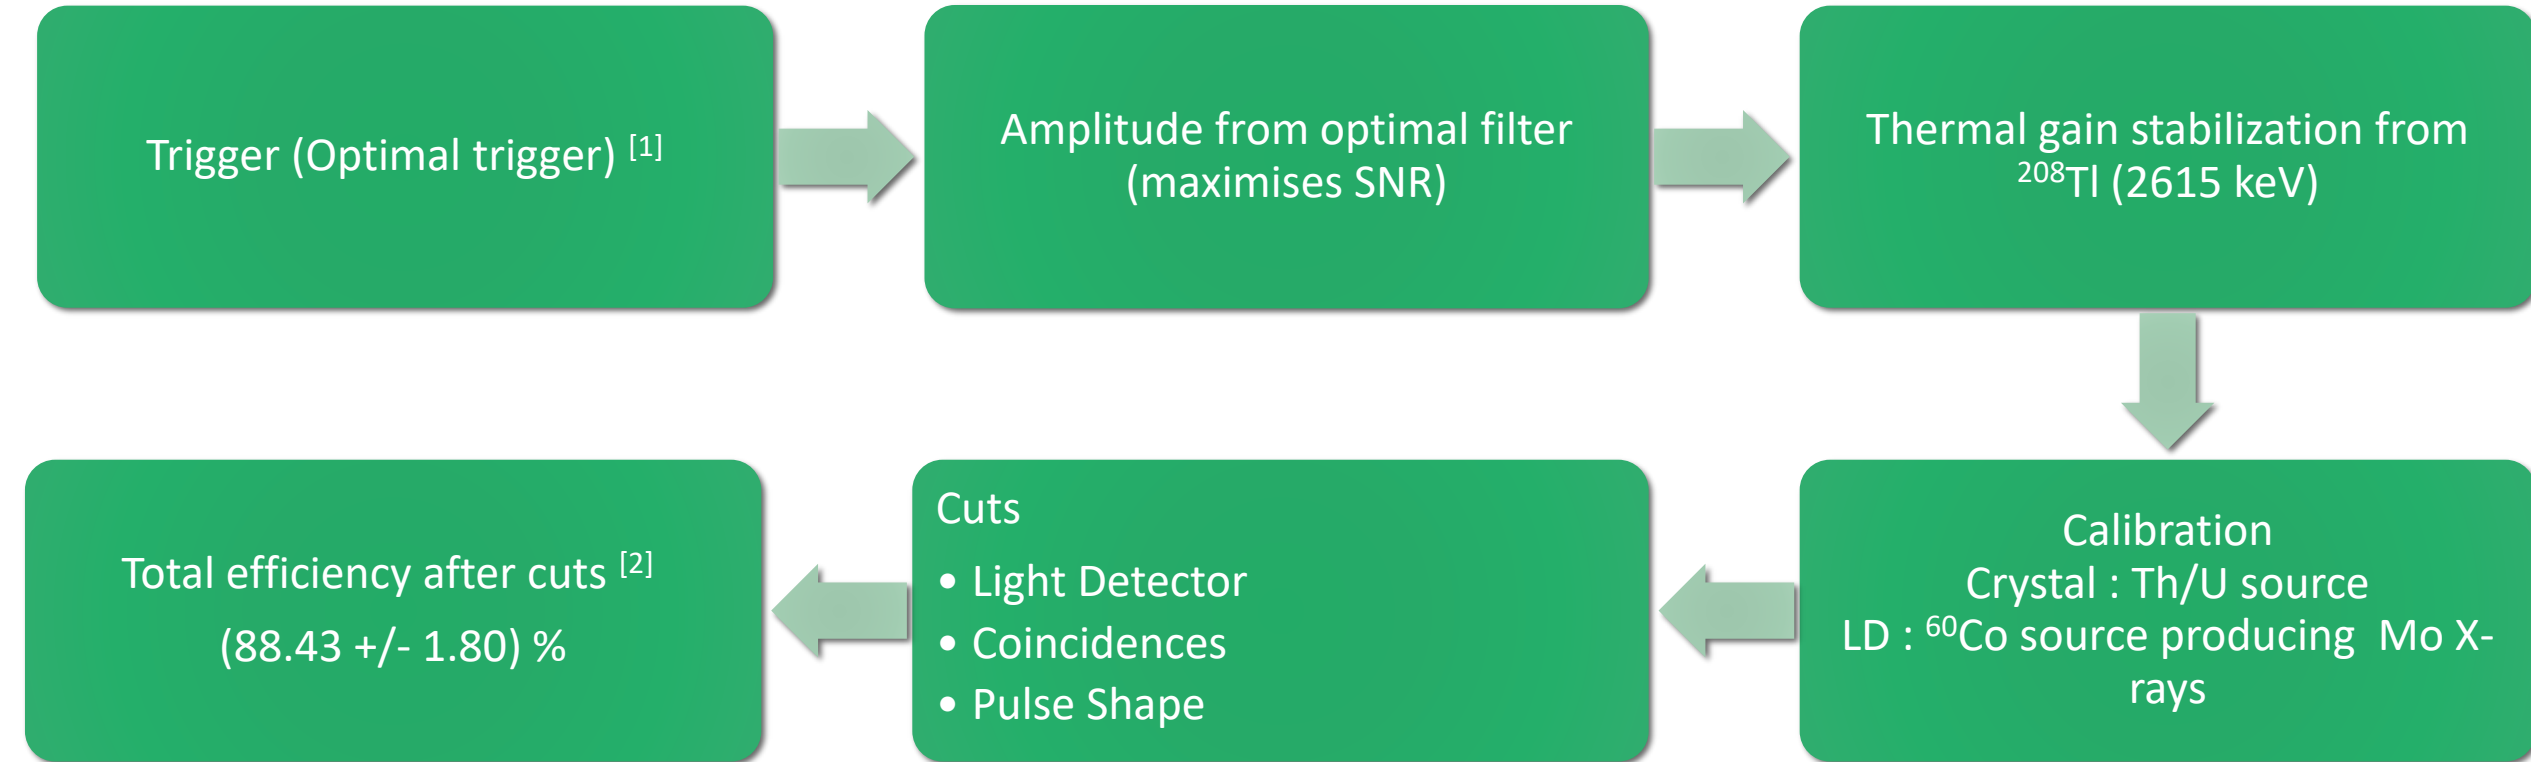 Trigger (Optimal trigger) [1]
Amplitude from optimal filter
(maximises SNR)
Thermal gain stabilization from
208Tl (2615 keV)
Calibration
Crystal : Th/U source
LD : 60Co source producing  Mo X-
rays
Cuts
• Light Detector
• Coincidences
• Pulse Shape
Total efficiency after cuts [2]
(88.43 +/- 1.80) %